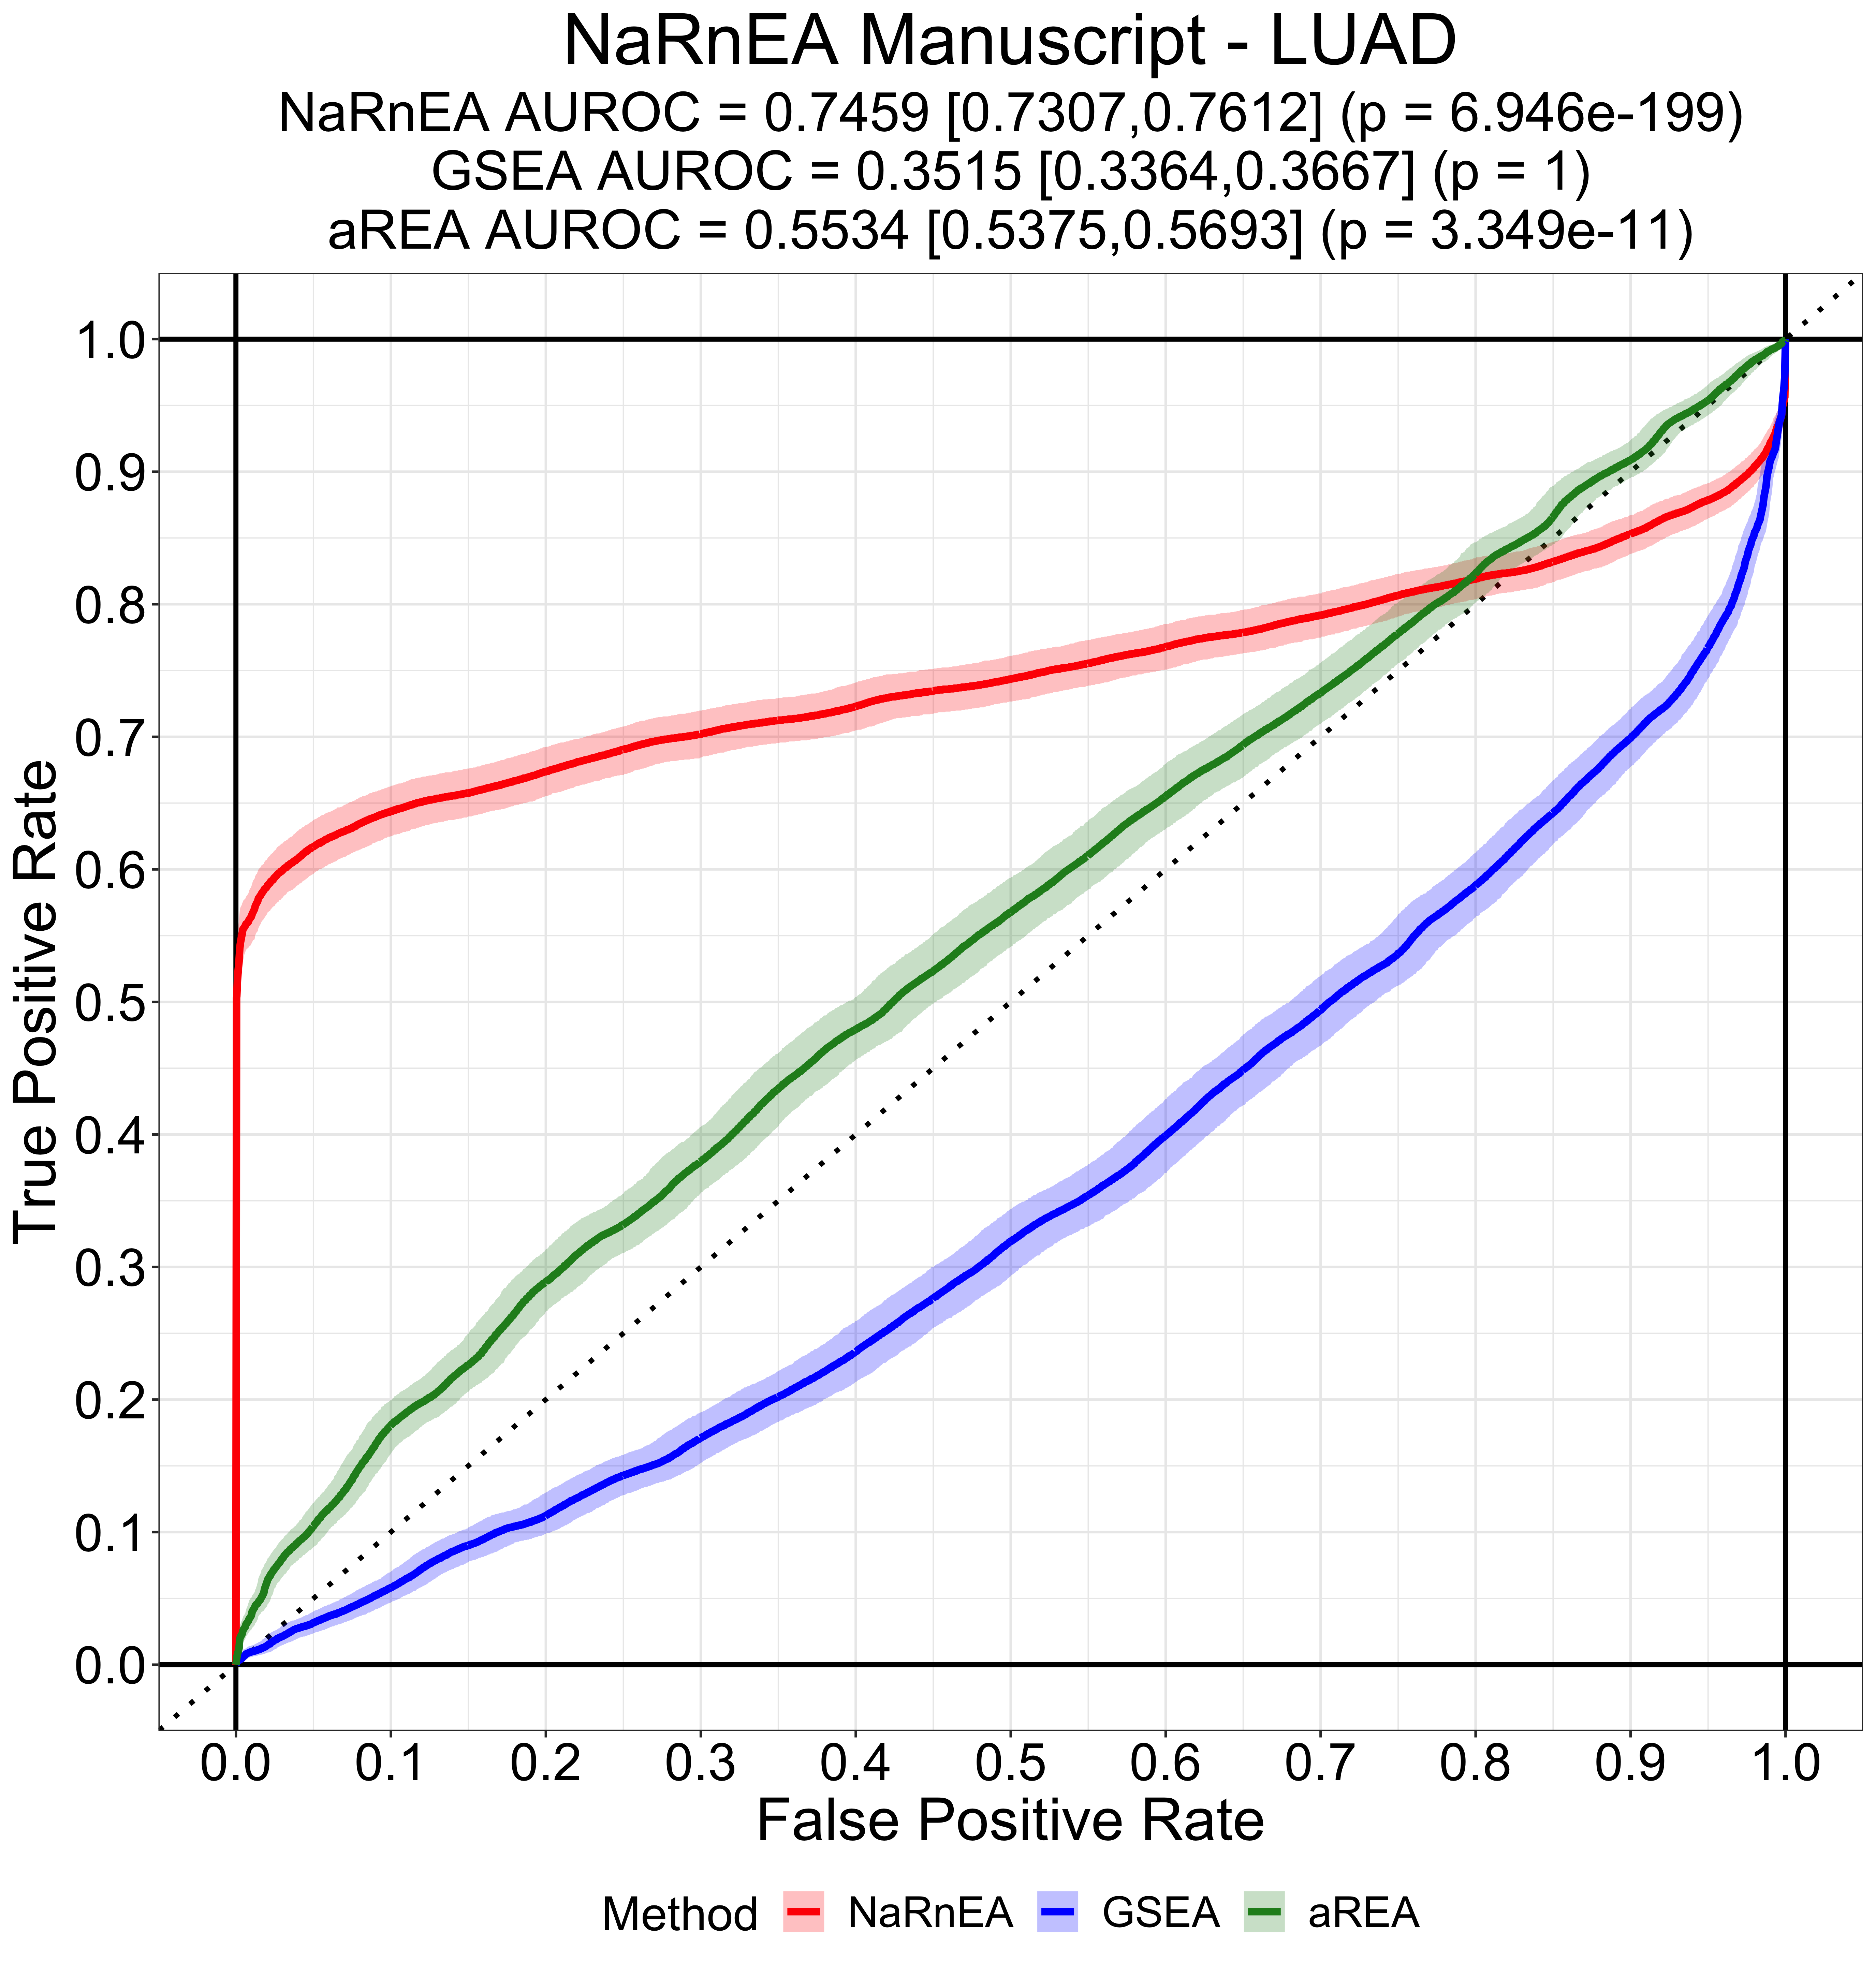 NaRnEA Manuscript - LUAD
NaRnEA AUROC = 0.7459 [0.7307,0.7612] (p = 6.946e-199)
GSEA AUROC = 0.3515 [0.3364,0.3667] (p = 1)
aREA AUROC = 0.5534 [0.5375,0.5693] (p = 3.349e-11)
True Positive Rate
1.0
0.9
0.8
0.7
0.6
0.5
0.4
0.3
0.2
0.1
0.0
0.0 0.1 0.2 0.3 0.4 0.5 0.6 0.7 0.8 0.9 1.0
False Positive Rate
Method NaRnEA GSEA aREA